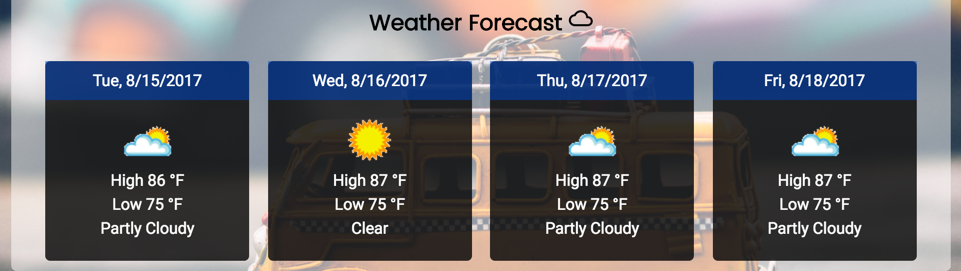 Weather Forecast
Tue, 8/15/2017
High 86 °F
Low 75 °F
Partly Cloudy
Wed, 8/16/2017
High 87 °F
Low 75 °F
Clear
Thu, 8/17/2017
High 87 °F
Low 75 °F
Partly Cloudy
Fri, 8/18/2017
High 87 °F
Low 75 °F
Partly Cloudy